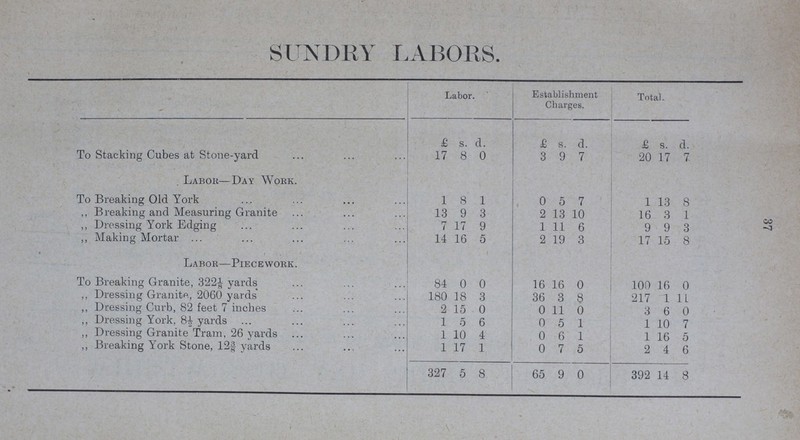 SUNDRY LABORS.
Labor. Establishment Charges. Total.
£ s. d. £ s. d. £ s. d.
To Stacking Cubes at Stone-yard ... ... ... 17 8 0 3 9 7 20 17 7
Labor—Day Work.
To Breaking Old York ... ... ... ... 1 8 1 0 5 7 1 13 8
,, Breaking and Measuring Granite ... ... ... 13 9 3 2 13 10 16 3 1
,, Dressing York Edging ... ... ... ... 7 17 9 1 11 6 9 9 3
,, Making Mortar ... ... ... ... ... 14 16 5 2 19 3 17 15 8
Labor—Piecework.
To Breaking Granite, 322⅛ yards ... ... ... 84 0 0 16 16 0 100 16 0
,, Dressing Granite, 2060 yards ... ... ... 180 18 3 36 3 8 217 1 11
,, Dressing Curb, 82 feet 7 inches ... ... ... 2 15 0 0 11 0 3 6 0
,, Dressing York, 8½ yards ... ... ... ... 1 5 6 0 5 1 1 10 7
,, Dressing Granite Tram, 26 yards ... ... ... 1 10 4 0 6 1 1 16 5
,, Breaking York Stone, 12⅜ yards ... ... ... 1 17 1 0 7 5 2 4 6
327 5 8 65 9 0 392 14 8
37